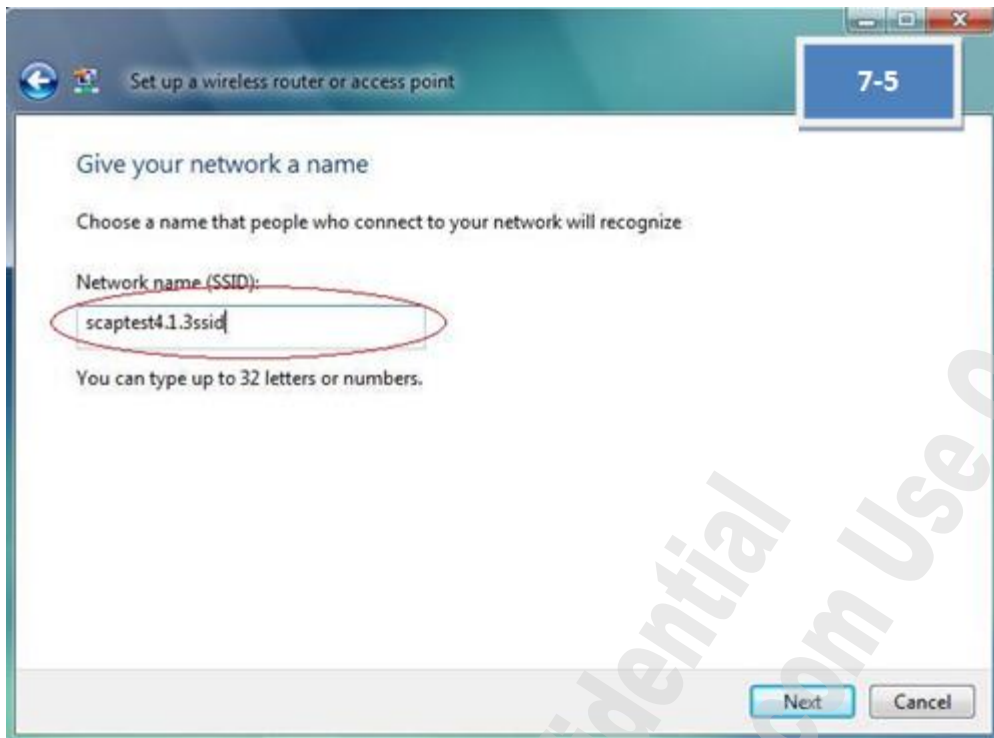 Set up a wireless router or access point
7-5
Give your network a name
Choose a name that people who connect to your network will recognize
Network name (SSID):
scaptest4.1.3ssid
You can type up to 32 letters or numbers.
Next
Cancel
Use
com